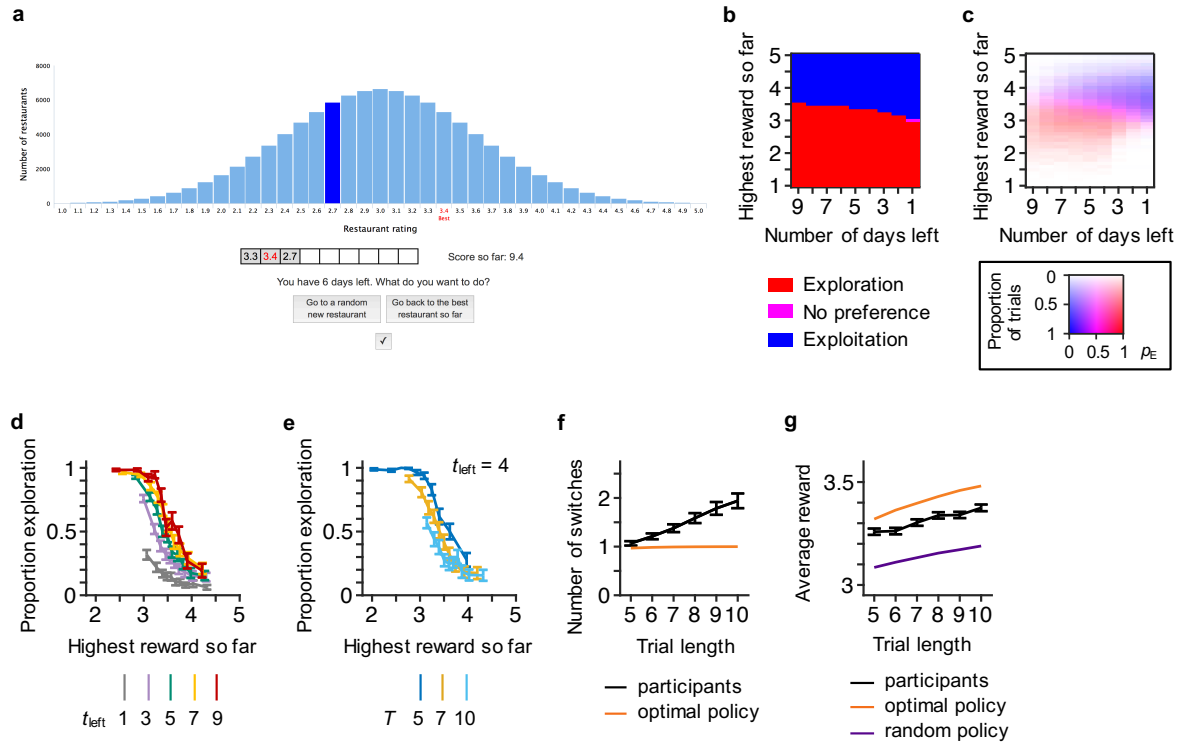 a
Number of restaurants
8000
6000
4000
2000
0
1.0 1.1 1.2 1.3 1.4 1.5 1.6 1.7 1.8 1.9 2.0 2.1 2.2 2.3 2.4 2.5 2.6 2.7 2.8 2.9 3.0 3.1 3.2 3.3 3.4 3.5 3.6 3.7 3.8 3.9 4.0 4.1 4.2 4.3 4.4 4.5 4.6 4.7 4.8 4.9 5.0
Best
Restaurant rating
3.3 3.4 2.7
Score so far: 9.4
You have 6 days left. What do you want to do?
Go to a random
new restaurant
Go back to the best
restaurant so far
✓
b
Highest reward so far
5
4
3
2
1
9 7 5 3 1
Number of days left
Exploration
No preference
Exploitation
c
Highest reward so far
5
4
3
2
1
9 7 5 3 1
Number of days left
Proportion
of trials
0
0.5
1
0 0.5 1 pE
d
Proportion exploration
1
0.5
0
2 3 4 5
Highest reward so far
tleft 1 3 5 7 9
e
Proportion exploration
tleft = 4
1
0.5
0
2 3 4 5
Highest reward so far
T 5 7 10
f
Number of switches
2
1
0
5 6 7 8 9 10
Trial length
participants
optimal policy
g
Average reward
3.5
3
5 6 7 8 9 10
Trial length
participants
optimal policy
random policy